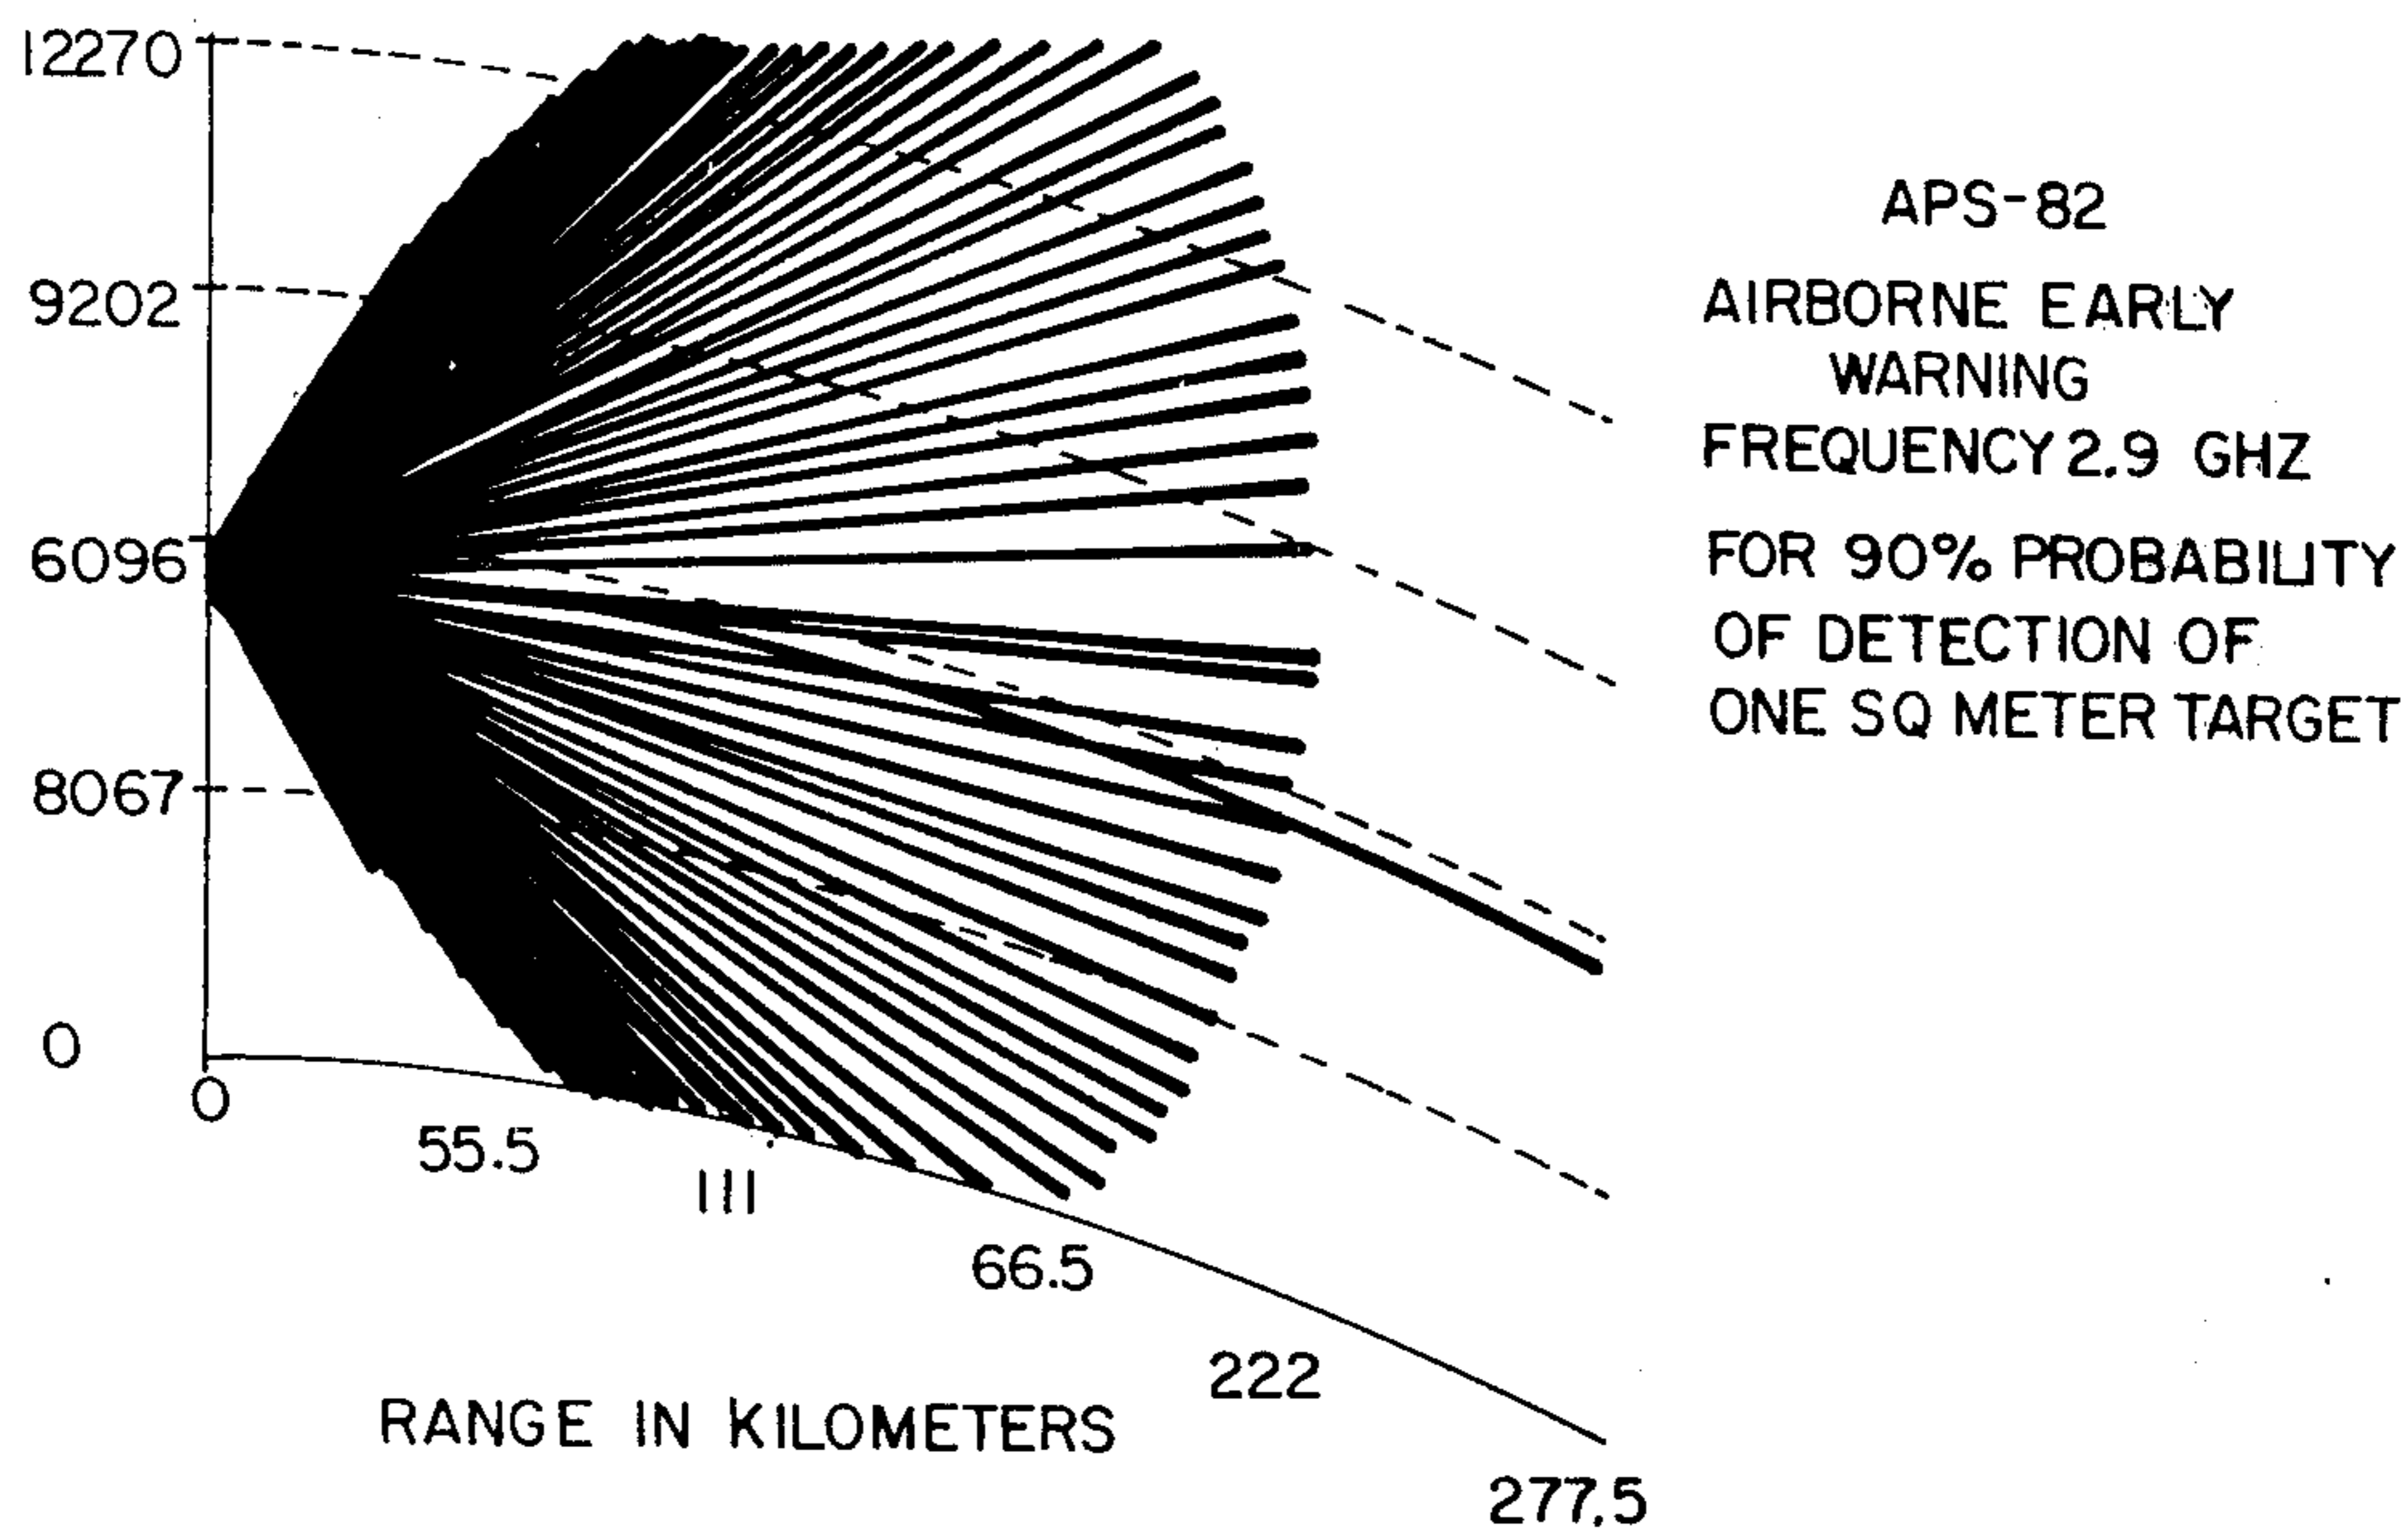 12270
9202
6096
8067
0
0
55.5
111
66.5
222
277.5
RANGE IN KILOMETERS
APS-82
AIRBORNE EARLY
WARNING
FREQUENCY 2.9 GHZ
FOR 90% PROBABILITY
OF DETECTION OF
ONE SQ METER TARGET